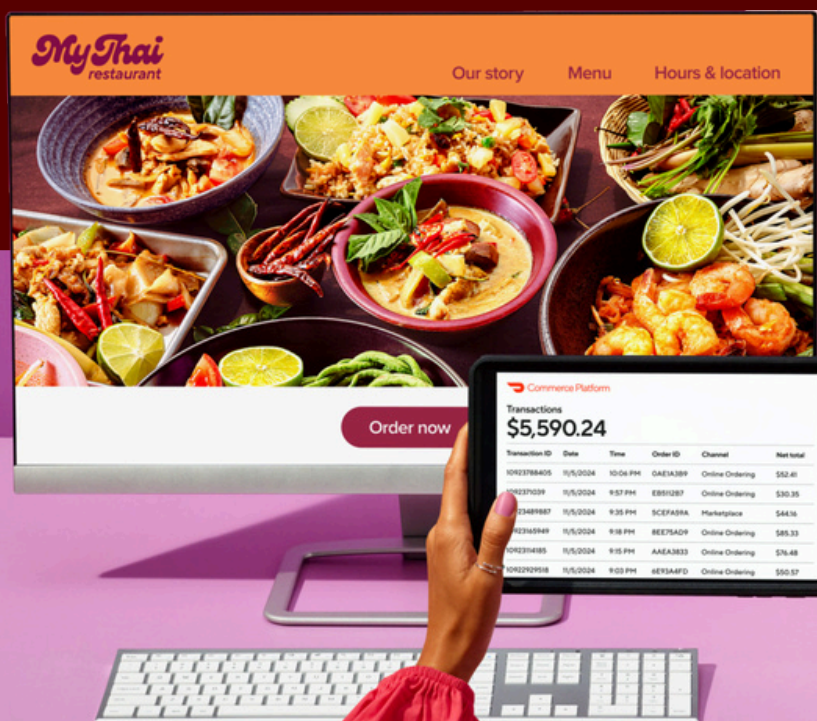 My Thai
restaurant
Our story Menu Hours & location
Order now
Commerce Platform
Transactions
$5,590.24
Transaction ID Date Time Order ID Channel Net total
10923788405 11/5/2024 10:06 PM 0AE1A3B9 Online Ordering $52.41
11/5/2024 9:57 PM EB5112B7 Online Ordering $30.35
11/5/2024 9:35 PM 5CEFA59A Marketplace $44.16
11/5/2024 9:18 PM 8EE75AD9 Online Ordering $85.33
10923114185 11/5/2024 9:15 PM AAEA3833 Online Ordering $76.48
10922929518 11/5/2024 9:03 PM 6E93A4FD Online Ordering $50.57